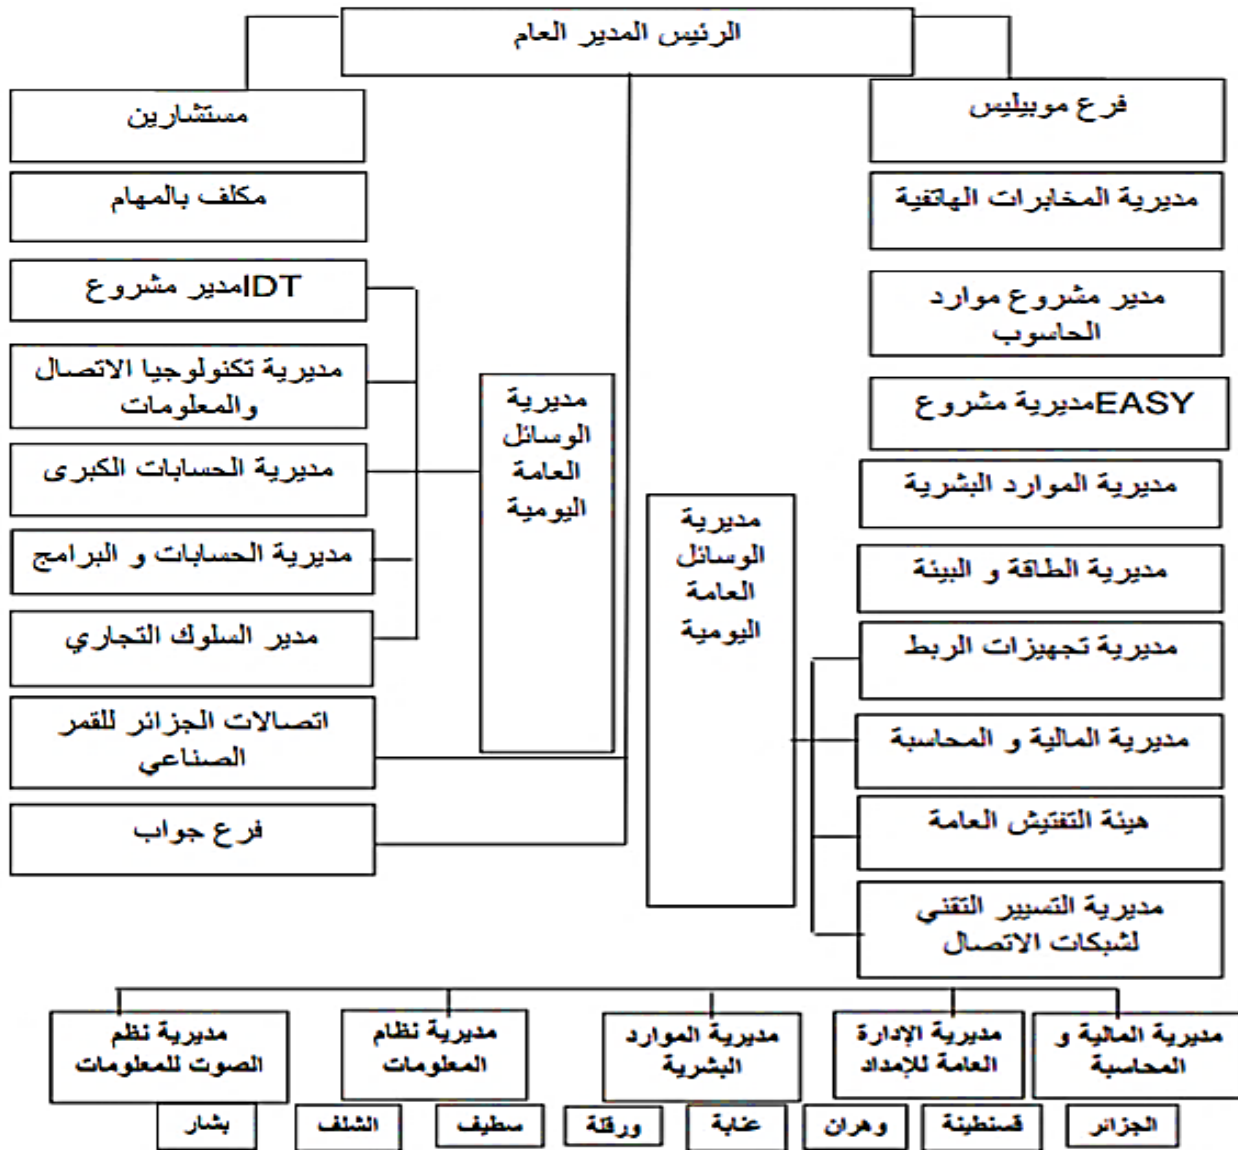 الرئيس المدير العام
فرع موبيليس
مديرية المخابرات الهاتفية
مدير مشروع موارد
الحاسوب
مديرية مشروع EASY
مديرية الموارد البشرية
مديرية الطاقة و البيئة
مديرية تجهيزات الربط
مديرية المالية و المحاسبة
هيئة التفتيش العامة
مديرية التسيير التقني
لشبكات الاتصال
مديرية
الوسائل
العامة
اليومية
مديرية
الوسائل
العامة
اليومية
مستشارين
مكلف بالمهام
مدير مشروع IDT
مديرية تكنولوجيا الاتصال
والمعلومات
مديرية الحسابات الكبرى
مديرية الحسابات و البرامج
مدير السلوك التجاري
اتصالات الجزائر للقمر
الصناعي
فرع جواب
مديرية المالية و
المحاسبة
مديرية الإدارة
العامة للإمداد
مديرية الموارد
البشرية
مديرية نظام
المعلومات
مديرية نظم
الصوت للمعلومات
الجزائر
قسنطينة
وهران
عنابة
ورقلة
سطيف
الشلف
بشار